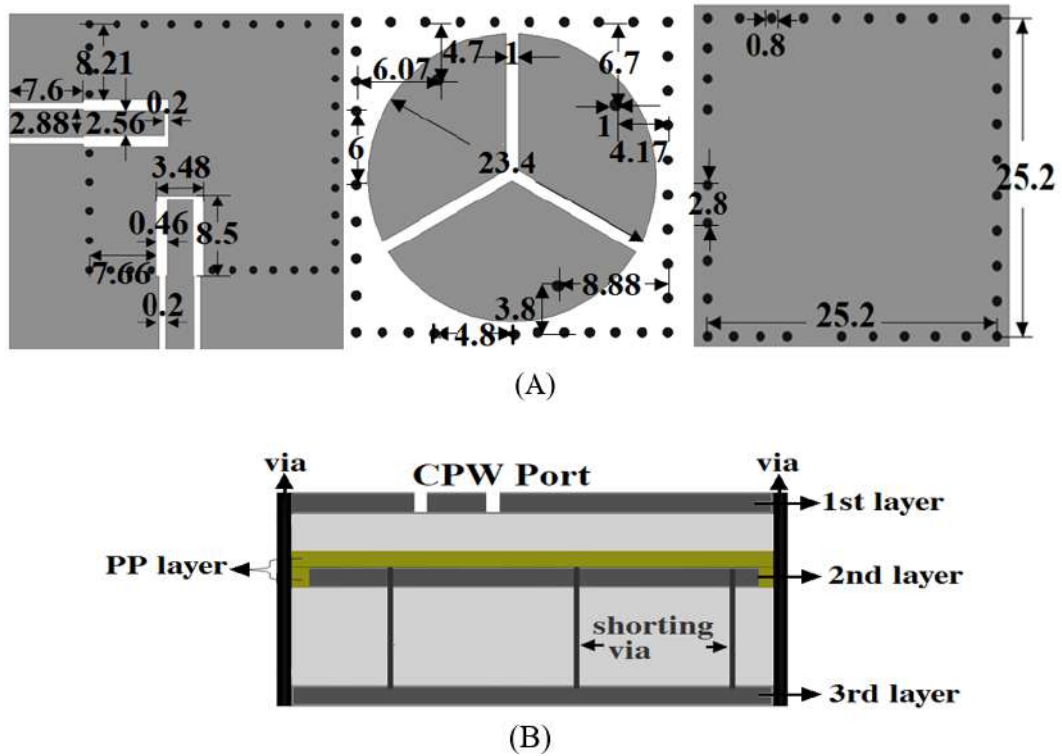 8.21
7.6
0.2
2.88 2.56
3.48
0.46
8.5
7.66
0.2
4.7 1 6.7
6.07
1
4.17
6
23.4
8.88
3.8
4.8
0.8
25.2
2.8
25.2
(A)
via CPW Port via
1st layer
PP layer
2nd layer
shorting
via
3rd layer
(B)